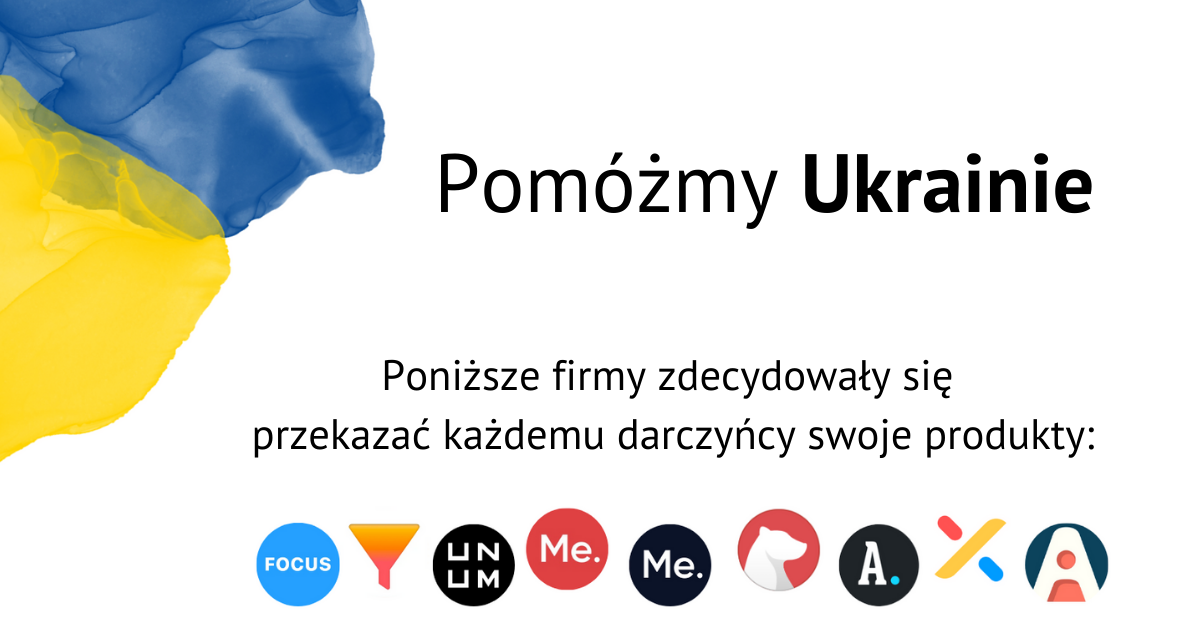 Pomóżmy Ukrainie
Poniższe firmy zdecydowały się
przekazać każdemu darczyńcy swoje produkty:
FOCUS
UN
UM
Me.
Me.
A.